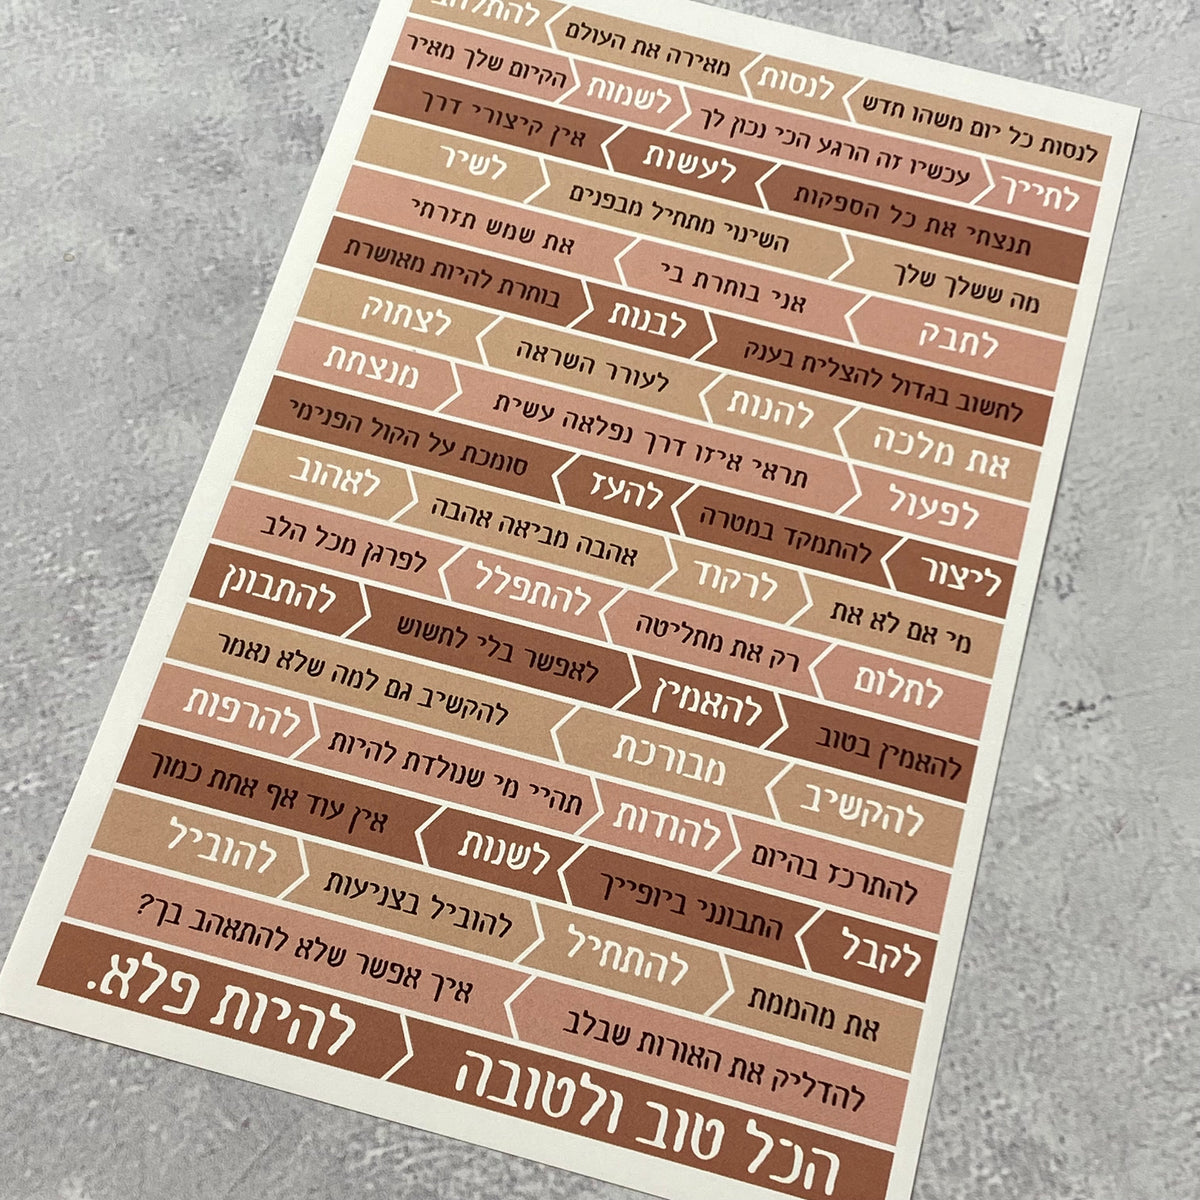 לנסות כל יום משהו חדש לנסות מאירה את העולם
לחייך עכשיו זה הרגע הכי נכון לך לשמוח הקיום שלך מאיר
תנצחי את כל הספקות לעשות אין קיצורי דרך
מה ששלך שלך השינוי מתחיל מבפנים לשיר
לחבק אני בוחרת בי את שמש תזרחי
לחשוב בגדול להצליח בענק לבנות בוחרת להיות מאושרת
את מלכה להנות לעורר השראה לצחוק
לפעול תראי איזו דרך נפלאה עשית מנצחת
ליצור להתמקד במטרה להעז סומכת על הקול הפנימי
מי אם לא את לרקוד אהבה מביאה אהבה לאהוב
לחלום רק את מחליטה להתפלל לפרגן מכל הלב
להאמין בטוב להאמין לאפשר בלי לחשוש להתבונן
להקשיב מבורכת להקשיב גם למה שלא נאמר
להתרכז בהיום להודות תהיי מי שנולדת להיות להרפות
לקבל התבונני ביופייך לשנות אין עוד אף אחת כמוך
את מהממת להתחיל להוביל בצניעות להוביל
להדליק את האורות שבלב איך אפשר שלא להתאהב בך?
הכל טוב ולטובה להיות פלא.